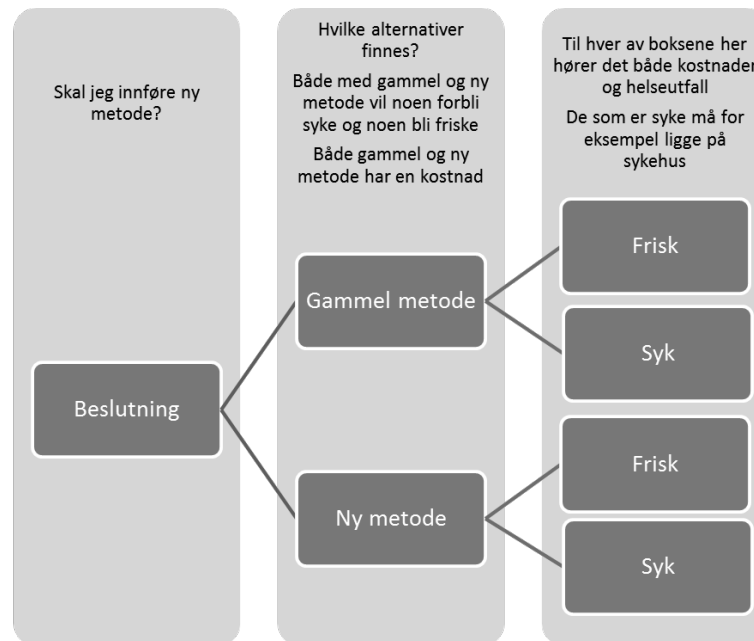 Skal jeg innføre ny
metode?
Hvilke alternativer
finnes?
Både med gammel og ny
metode vil noen forbli
syke og noen bli friske
Både gammel og ny
metode har en kostnad
Til hver av boksene her
hører det både kostnader
og helseutfall
De som er syke må for
eksempel ligge på
sykehus
Beslutning
Gammel metode
Ny metode
Frisk
Syk
Frisk
Syk